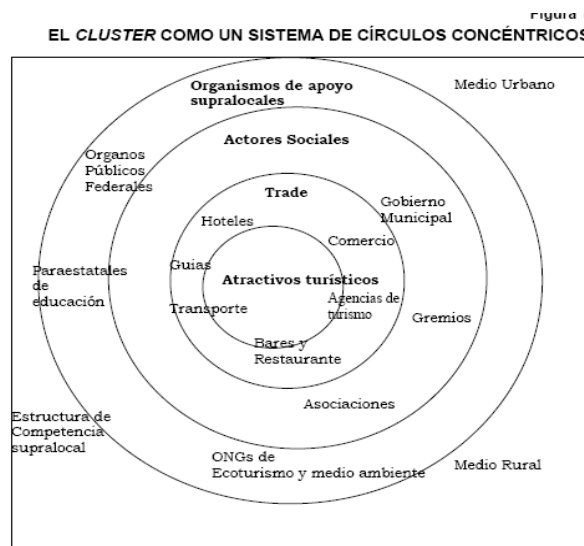 Figura
EL CLUSTER COMO UN SISTEMA DE CÍRCULOS CONCÉNTRICOS
Organismos de apoyo
supralocales
Medio Urbano
Actores Sociales
Organos
Públicos
Federales
Trade
Gobierno
Municipal
Hoteles
Comercio
Guias
Paraestatales
de
educación
Atractivos turísticos
Agencias de
turismo
Transporte
Gremios
Bares y
Restaurante
Asociaciones
Estructura de
Competencia
supralocal
ONGs de
Ecoturismo y medio ambiente
Medio Rural